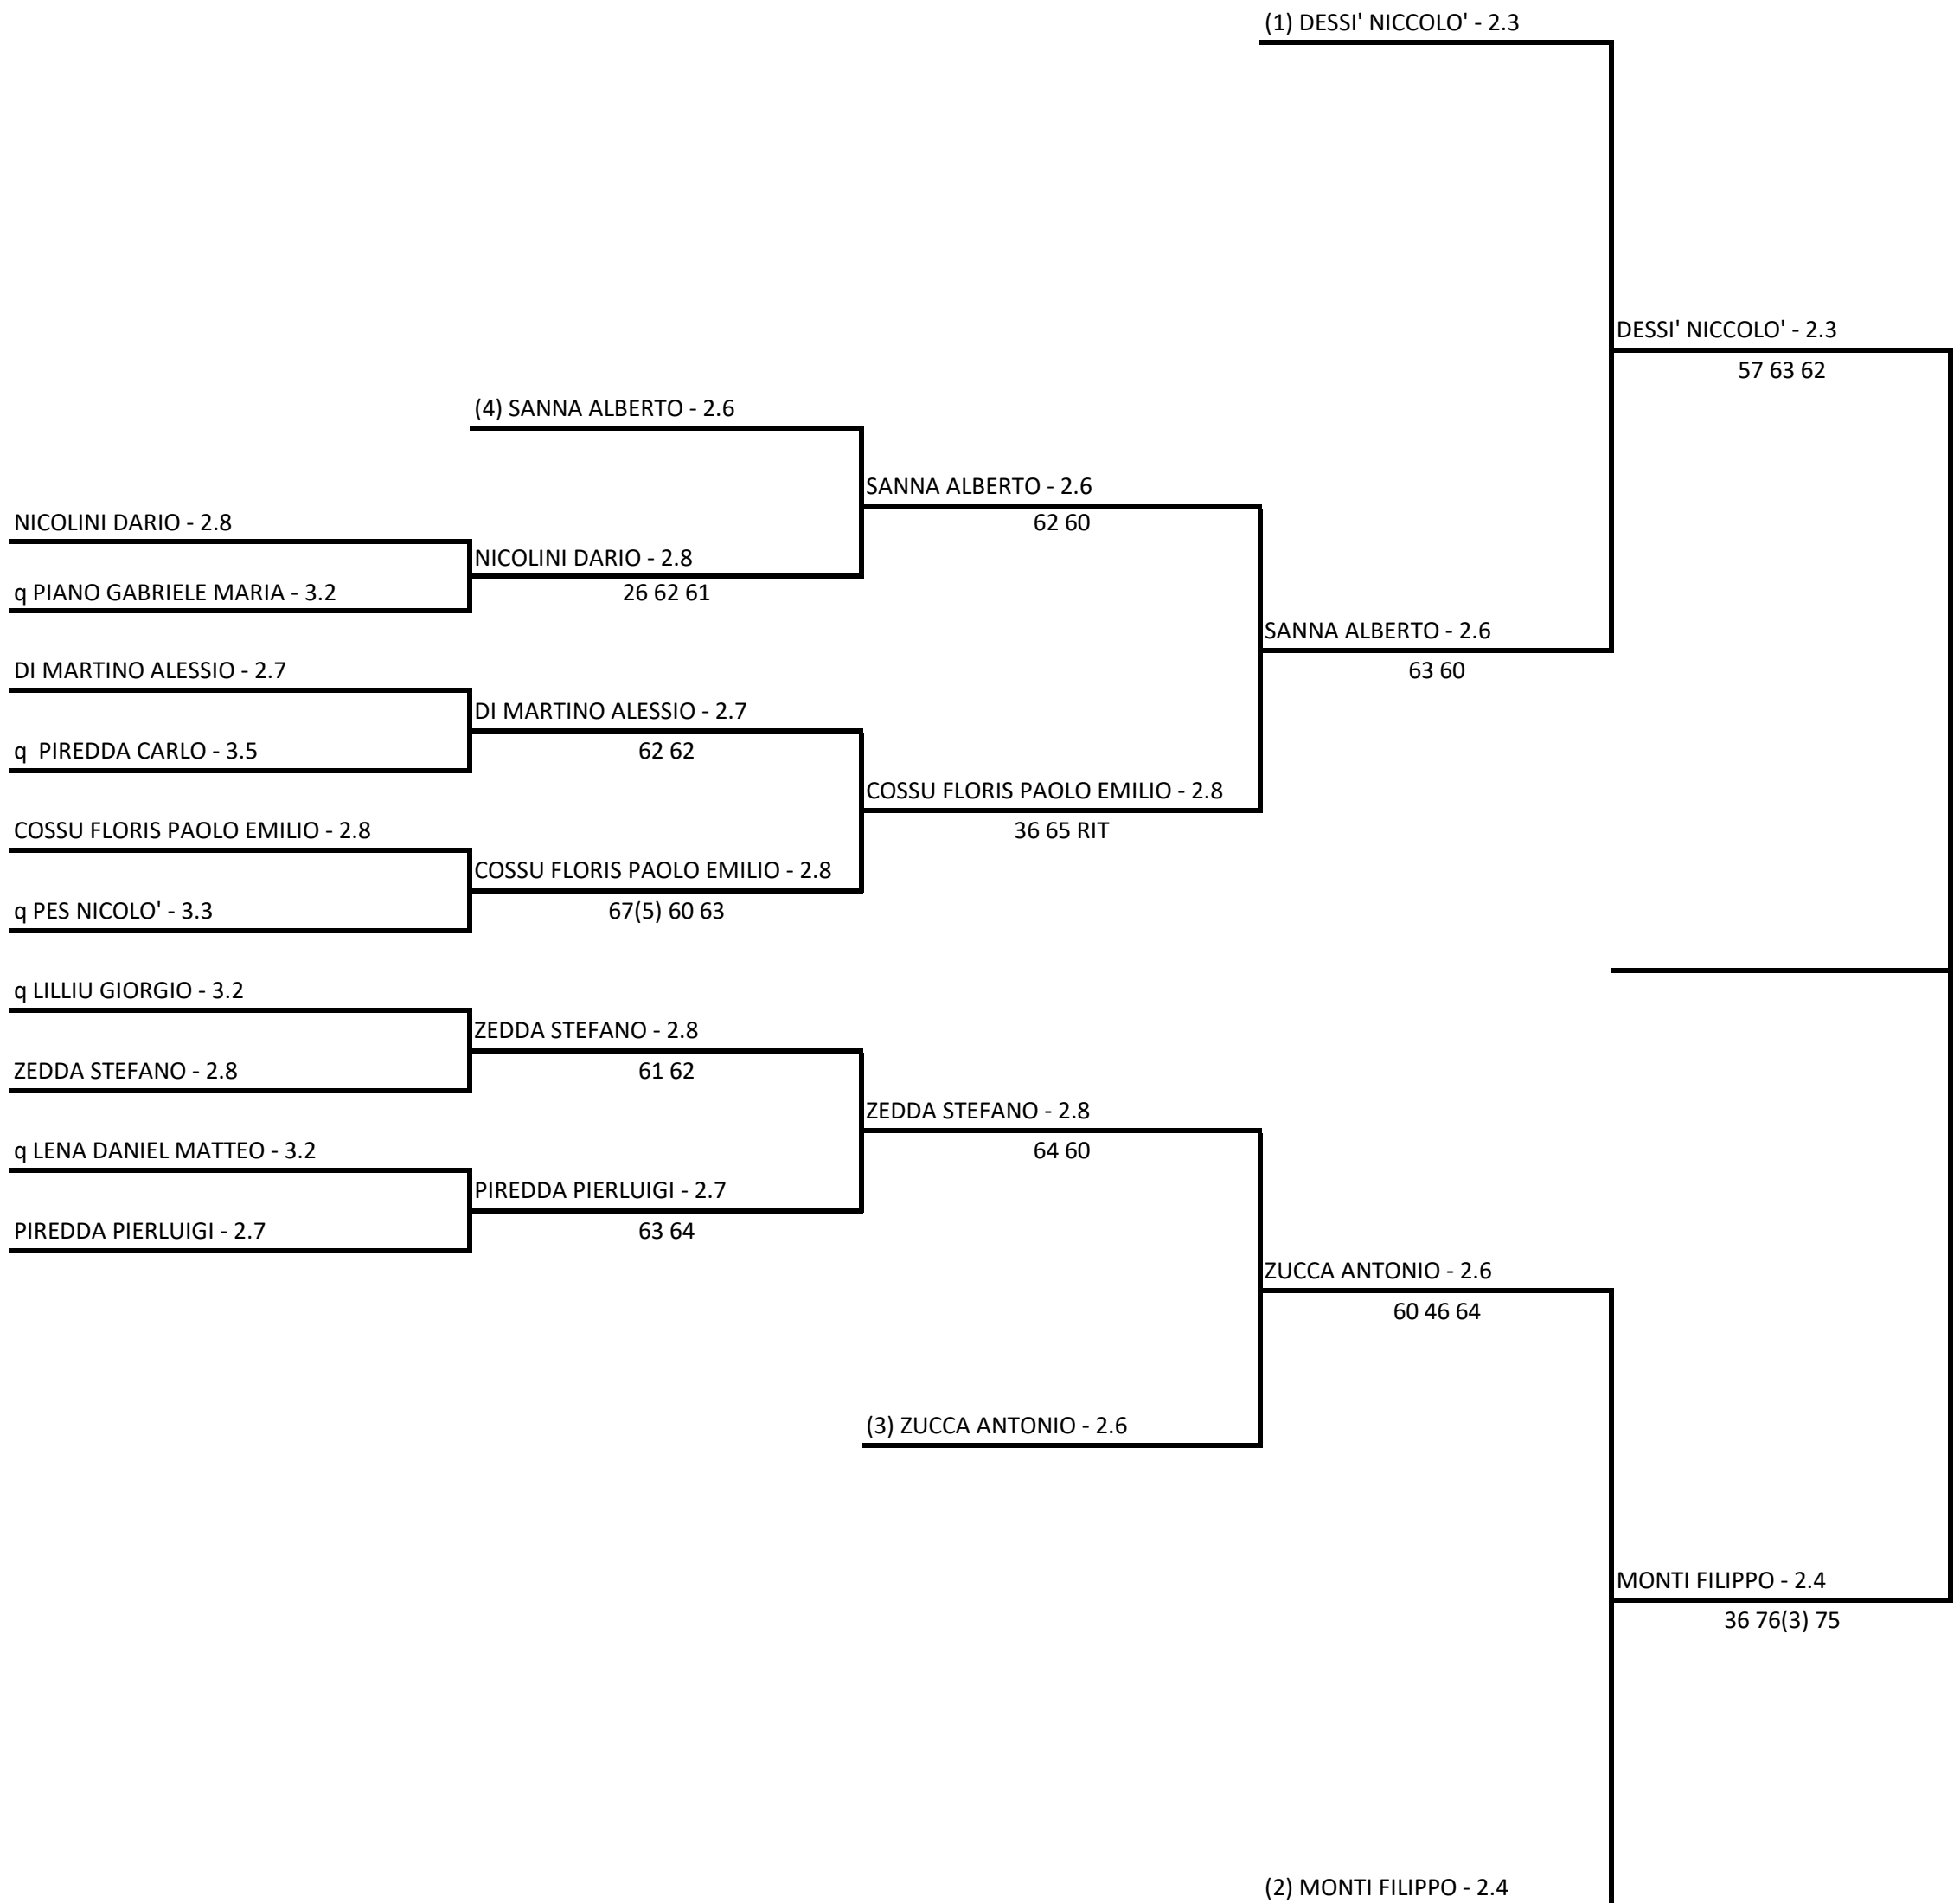 (1) DESSI' NICCOLO' - 2.3
DESSI' NICCOLO' - 2.3
57 63 62
(4) SANNA ALBERTO - 2.6
SANNA ALBERTO - 2.6
62 60
NICOLINI DARIO - 2.8
NICOLINI DARIO - 2.8
26 62 61
q PIANO GABRIELE MARIA - 3.2
SANNA ALBERTO - 2.6
63 60
DI MARTINO ALESSIO - 2.7
DI MARTINO ALESSIO - 2.7
62 62
q  PIREDDA CARLO - 3.5
COSSU FLORIS PAOLO EMILIO - 2.8
36 65 RIT
COSSU FLORIS PAOLO EMILIO - 2.8
COSSU FLORIS PAOLO EMILIO - 2.8
67(5) 60 63
q PES NICOLO' - 3.3
q LILLIU GIORGIO - 3.2
ZEDDA STEFANO - 2.8
61 62
ZEDDA STEFANO - 2.8
ZEDDA STEFANO - 2.8
64 60
q LENA DANIEL MATTEO - 3.2
PIREDDA PIERLUIGI - 2.7
63 64
PIREDDA PIERLUIGI - 2.7
ZUCCA ANTONIO - 2.6
60 46 64
(3) ZUCCA ANTONIO - 2.6
MONTI FILIPPO - 2.4
36 76(3) 75
(2) MONTI FILIPPO - 2.4